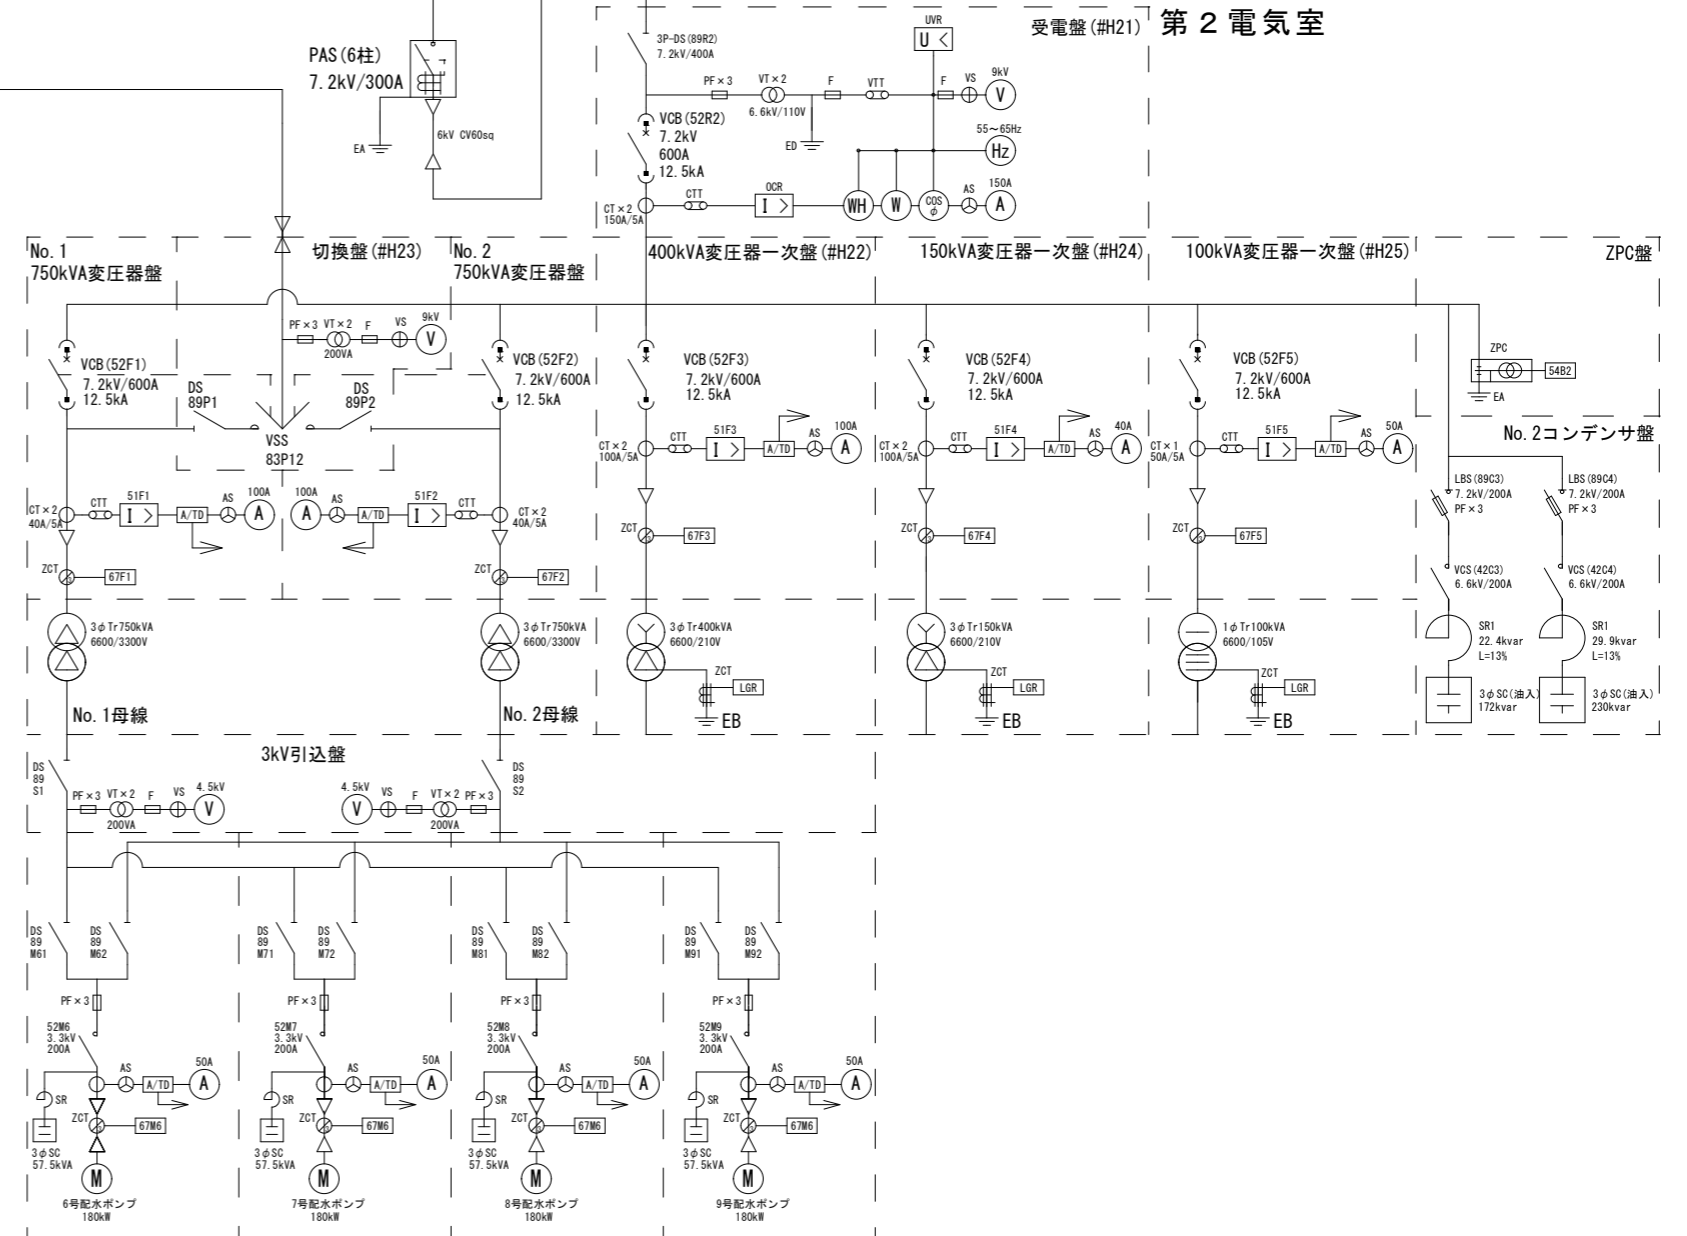 第２電気室
受電盤(#H21)
UVR
U <
3P-DS(89R2)
7.2kV/400A
PAS(6柱)
7.2kV/300A
EA
6kV CV60sq
PF×3
VT×2
6.6kV/110V
F
VTT
F
VS
9kV
V
ED
VCB(52R2)
7.2kV
600A
12.5kA
55～65Hz
Hz
CT×2
150A/5A
CTT
OCR
I >
WH
W
COS
φ
AS
150A
A
No.1
750kVA変圧器盤
切換盤(#H23)
No.2
750kVA変圧器盤
400kVA変圧器一次盤(#H22)
150kVA変圧器一次盤(#H24)
100kVA変圧器一次盤(#H25)
ZPC盤
PF×3
VT×2
200VA
F
VS
9kV
V
VCB(52F1)
7.2kV/600A
12.5kA
DS
89P1
DS
89P2
VSS
83P12
VCB(52F2)
7.2kV/600A
12.5kA
VCB(52F3)
7.2kV/600A
12.5kA
VCB(52F4)
7.2kV/600A
12.5kA
VCB(52F5)
7.2kV/600A
12.5kA
ZPC
54B2
EA
CT×2
100A/5A
CTT
51F3
I >
A/TD
AS
100A
A
CT×2
100A/5A
CTT
51F4
I >
A/TD
AS
40A
A
CT×1
50A/5A
CTT
51F5
I >
A/TD
AS
50A
A
No.2コンデンサ盤
LBS(89C3)
7.2kV/200A
PF×3
LBS(89C4)
7.2kV/200A
PF×3
CT×2
40A/5A
CTT
51F1
I >
A/TD
AS
100A
A
100A
A
AS
A/TD
51F2
I >
CTT
CT×2
40A/5A
ZCT
67F1
ZCT
67F2
ZCT
67F3
ZCT
67F4
ZCT
67F5
VCS(42C3)
6.6kV/200A
VCS(42C4)
6.6kV/200A
3φTr750kVA
6600/3300V
3φTr750kVA
6600/3300V
3φTr400kVA
6600/210V
3φTr150kVA
6600/210V
1φTr100kVA
6600/105V
SR1
22.4kvar
L=13%
SR1
29.9kvar
L=13%
ZCT
LGR
EB
ZCT
LGR
EB
ZCT
LGR
EB
3φSC(油入)
172kvar
3φSC(油入)
230kvar
No.1母線
No.2母線
3kV引込盤
DS
89
S1
PF×3
VT×2
200VA
F
VS
4.5kV
V
4.5kV
V
VS
F
VT×2
200VA
PF×3
DS
89
S2
DS
89
M61
DS
89
M62
DS
89
M71
DS
89
M72
DS
89
M81
DS
89
M82
DS
89
M91
DS
89
M92
PF×3
PF×3
PF×3
PF×3
52M6
3.3kV
200A
AS
A/TD
50A
A
SR
ZCT
67M6
3φSC
57.5kVA
M
6号配水ポンプ
180kW
52M7
3.3kV
200A
AS
A/TD
50A
A
SR
ZCT
67M6
3φSC
57.5kVA
M
7号配水ポンプ
180kW
52M8
3.3kV
200A
AS
A/TD
50A
A
SR
ZCT
67M6
3φSC
57.5kVA
M
8号配水ポンプ
180kW
52M9
3.3kV
200A
AS
A/TD
50A
A
SR
ZCT
67M6
3φSC
57.5kVA
M
9号配水ポンプ
180kW